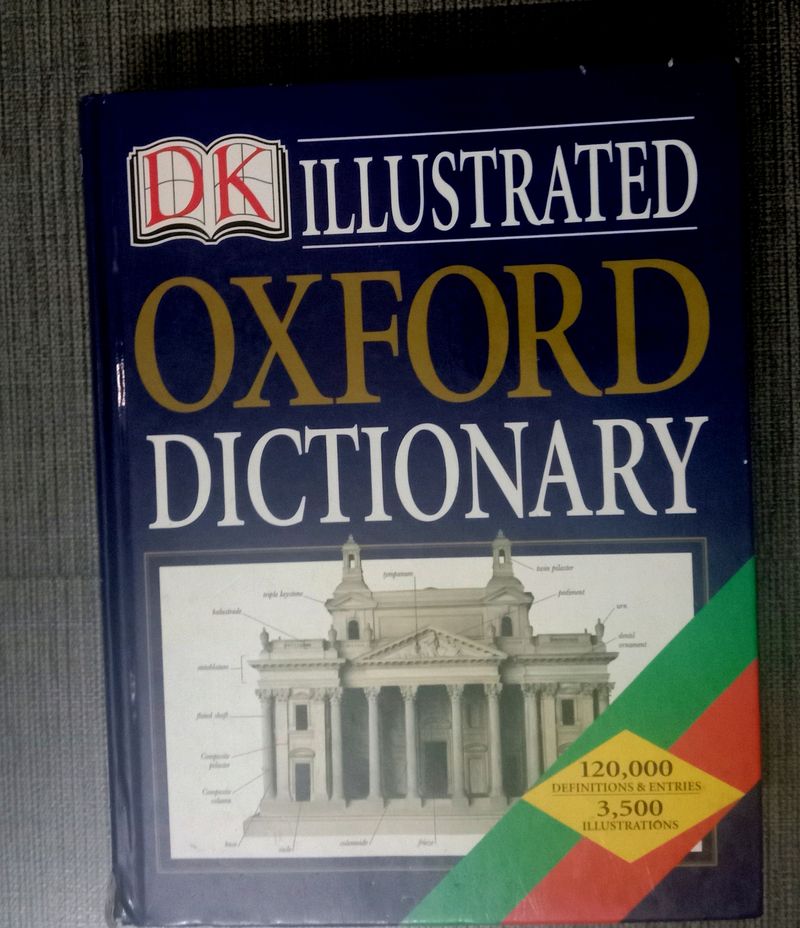 DK ILLUSTRATED
OXFORD
DICTIONARY
tympanum
twin pilaster
triple keystone
pediment
balustrade
urn
dentil
ornament
entablature
fluted shaft
Composite
pilaster
Composite
column
base
socle
colonnade
frieze
120,000
DEFINITIONS & ENTRIES
3,500
ILLUSTRATIONS